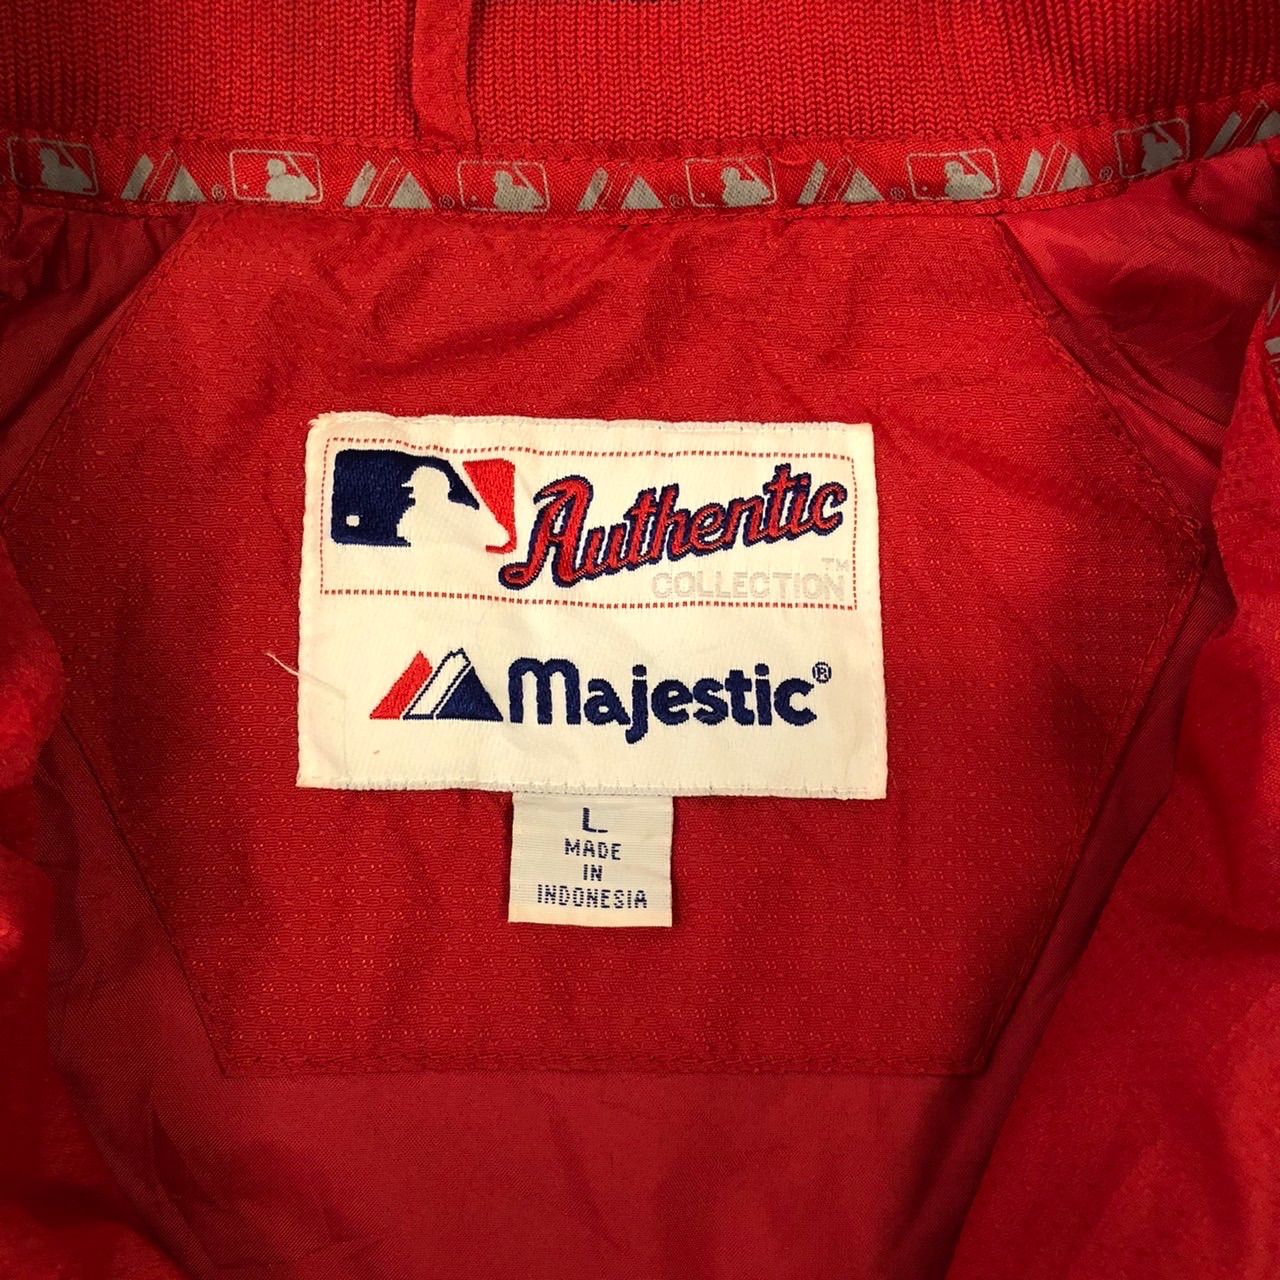 Authentic
COLLECTION™
Majestic®
L
MADE
IN
INDONESIA